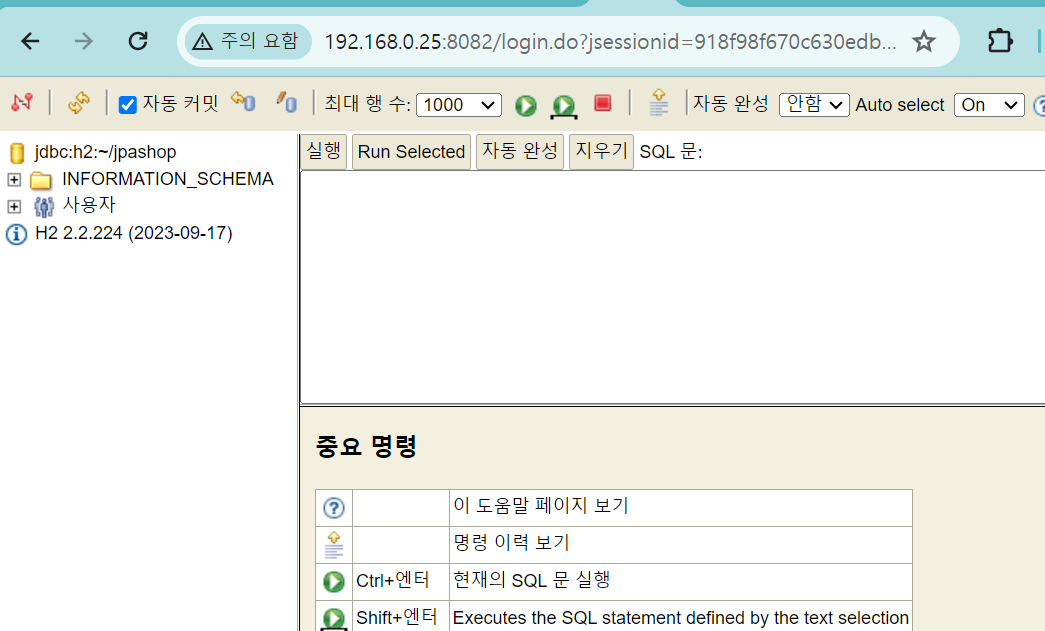 주의 요함 192.168.0.25:8082/login.do?jsessionid=918f98f670c630edb...
자동 커밋 최대 행 수: 1000 자동 완성 안함 Auto select On
jdbc:h2:~/jpashop
INFORMATION_SCHEMA
사용자
H2 2.2.224 (2023-09-17)
실행 Run Selected 자동 완성 지우기 SQL 문:
중요 명령
이 도움말 페이지 보기
명령 이력 보기
Ctrl+엔터 현재의 SQL 문 실행
Shift+엔터 Executes the SQL statement defined by the text selection